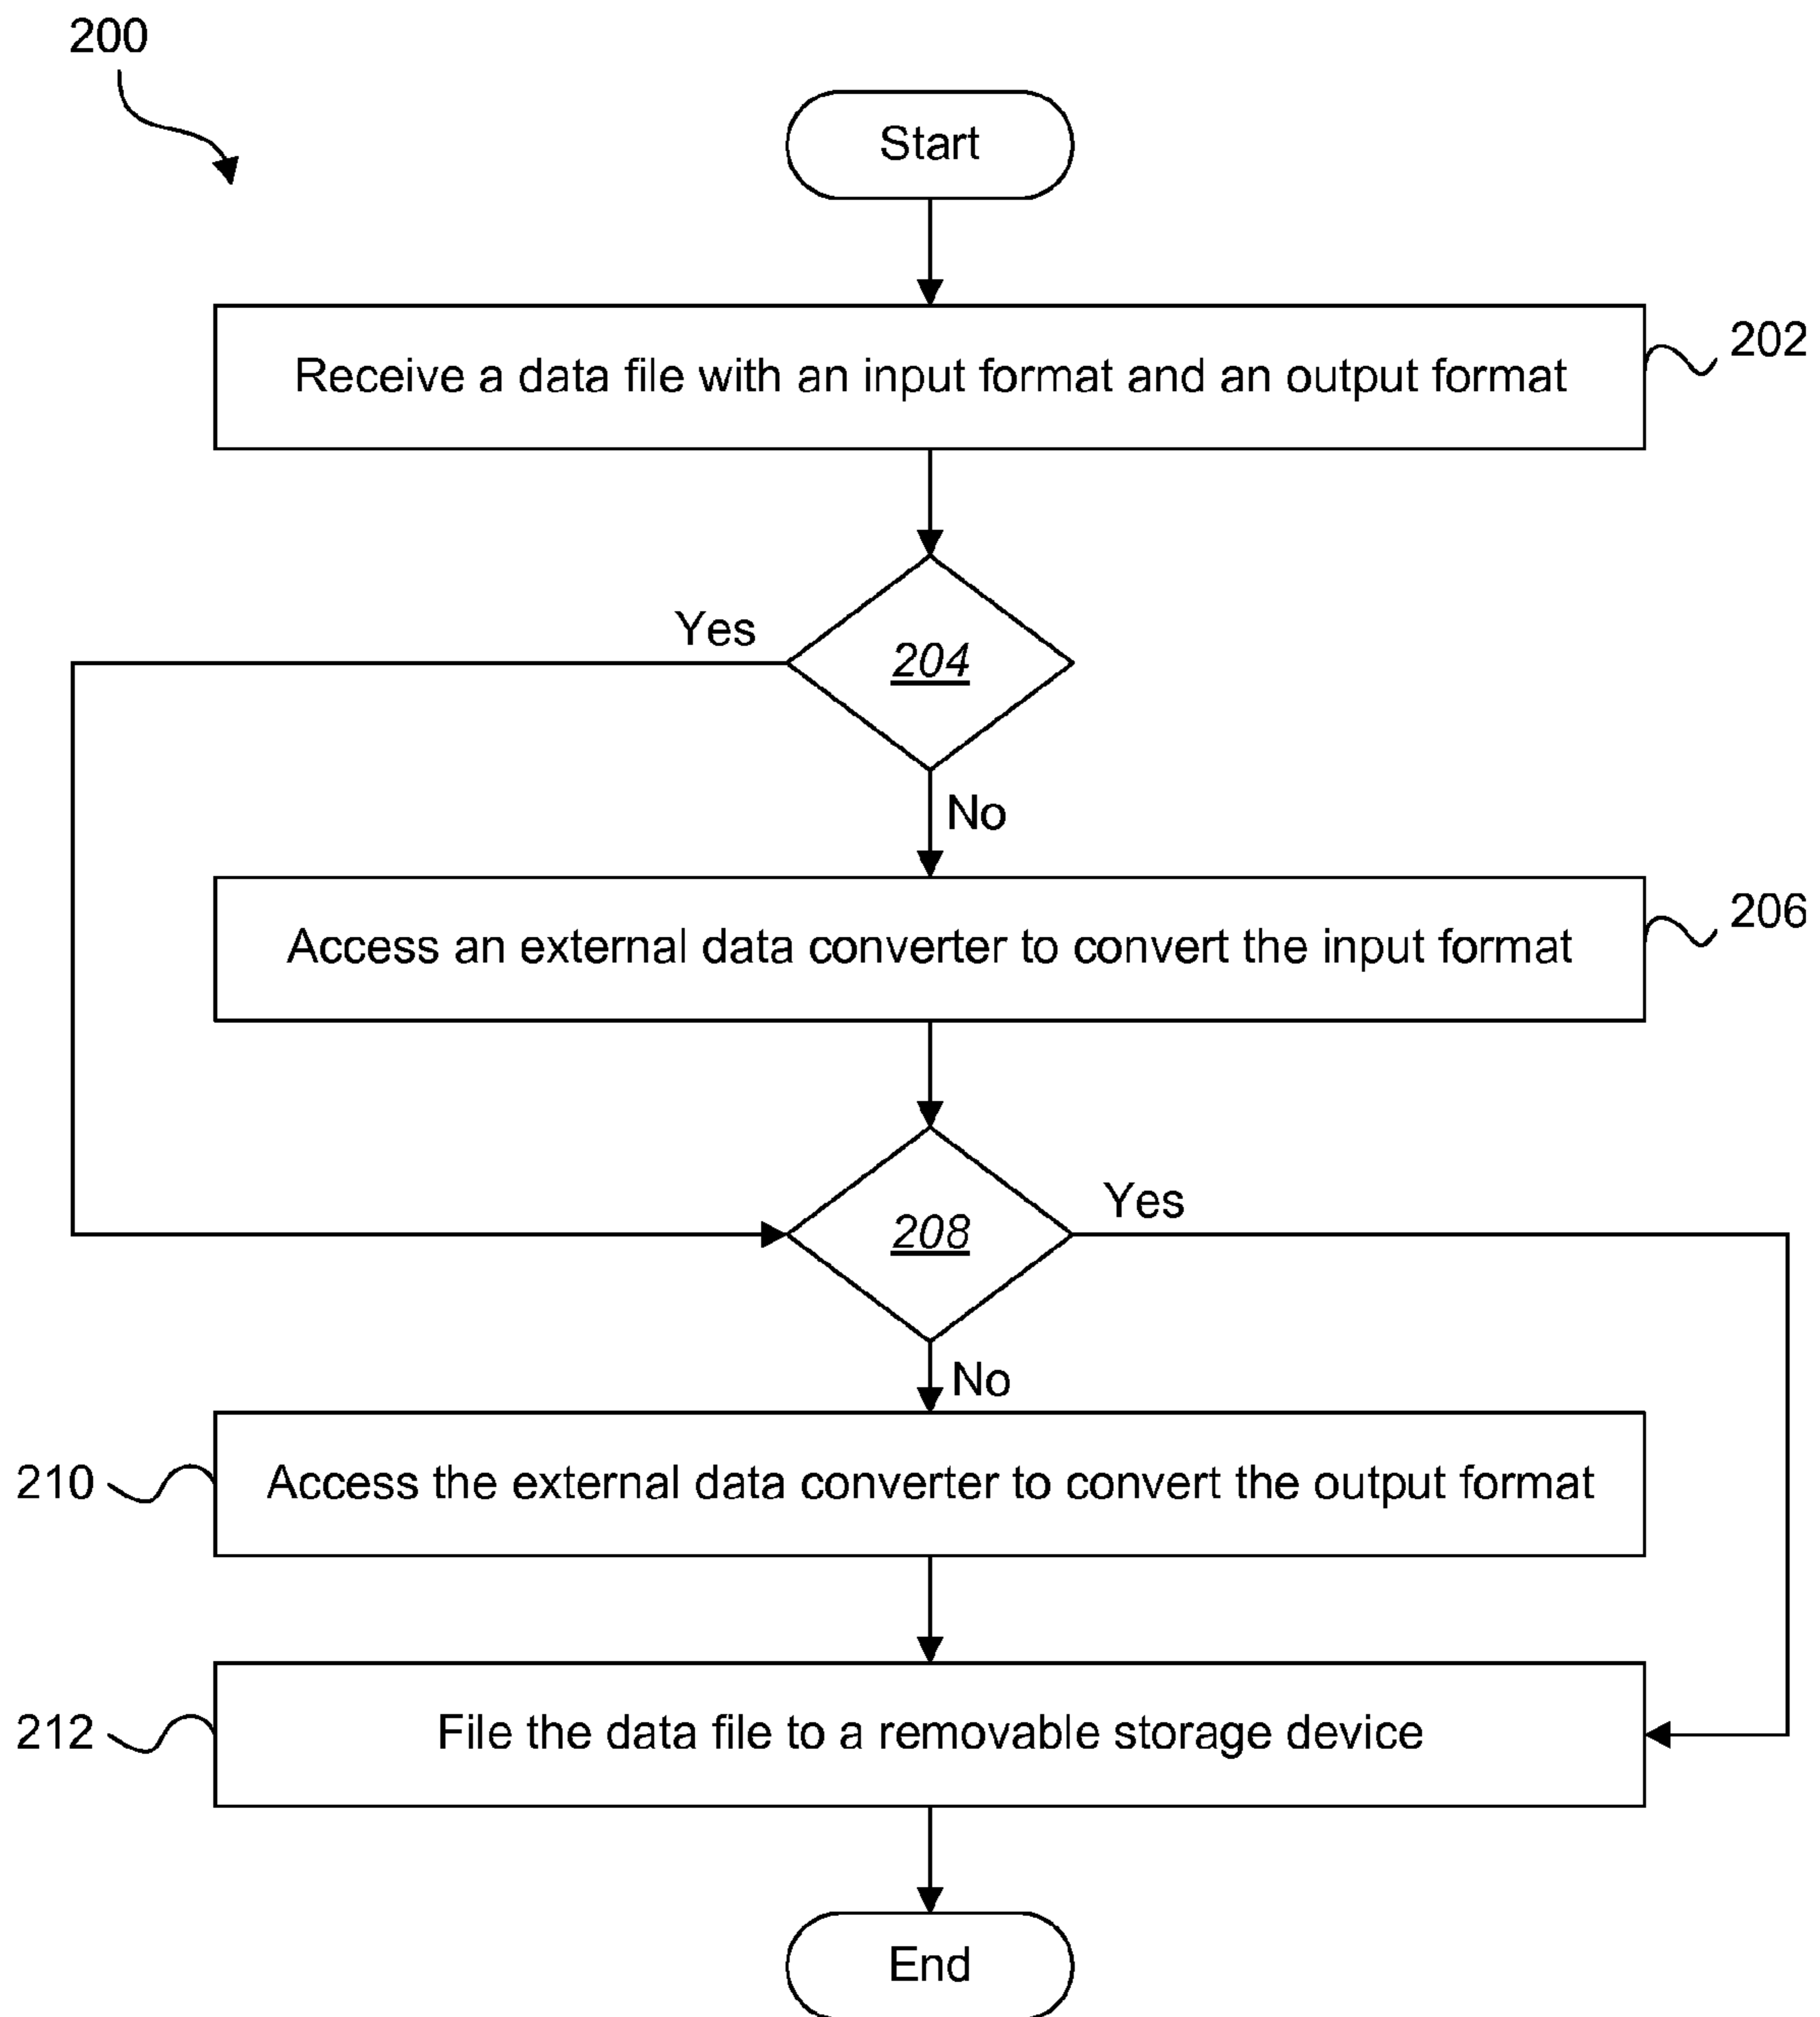 200
Start
Receive a data file with an input format and an output format
202
Yes
204
No
Access an external data converter to convert the input format
206
Yes
208
No
210
Access the external data converter to convert the output format
212
File the data file to a removable storage device
End